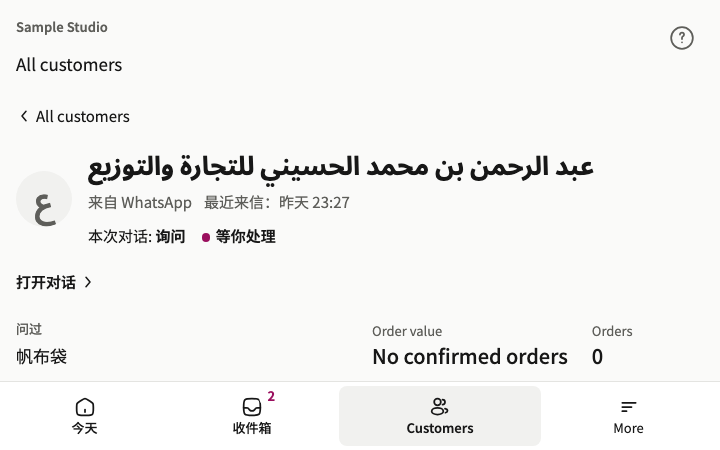 Sample Studio
All customers
All customers
عبد الرحمن بن محمد الحسيني للتجارة والتوزيع
ع
来自 WhatsApp 最近来信：昨天 23:27
本次对话: 询问 等你处理
打开对话
问过
帆布袋
Order value
No confirmed orders
Orders
0
今天
2
收件箱
Customers
More